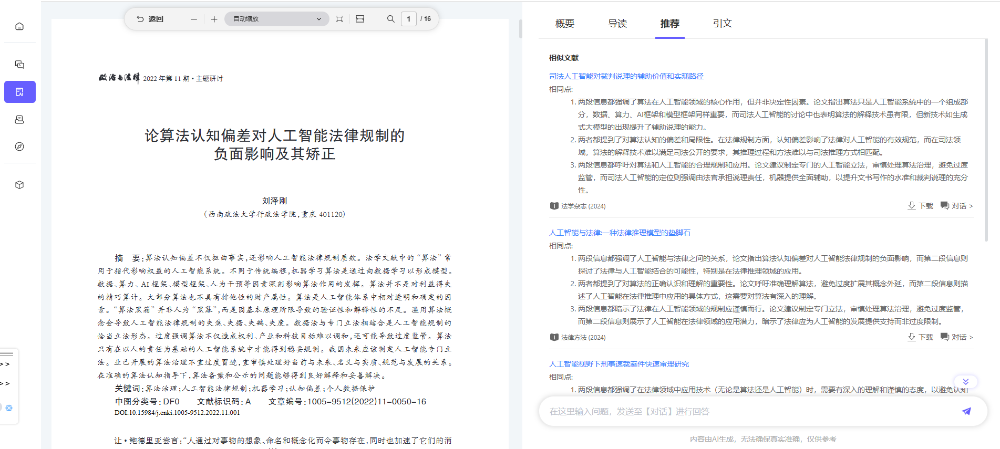 返回
自动缩放
1 / 16
政治与法律 2022 年第 11 期•主题研讨
论算法认知偏差对人工智能法律规制的
负面影响及其矫正
刘泽刚
(西南政法大学行政法学院,重庆 401120)
摘 要:算法认知偏差不仅扭曲事实,还影响人工智能法律规制质效。法学文献中的“算法”常
用于指代影响权益的人工智能系统。不同于传统编程,机器学习算法是通过向数据学习以形成模型。
数据、算力、AI 框架、模型框架、人为干预等因素深刻影响算法作用的发挥。算法并不是对利益得失
的精巧算计。大部分算法也不具有排他性的财产属性。算法是人工智能体系中相对透明和确定的因
素。“算法黑箱”并非人为“黑幕”,而是因基本原理所限导致的验证性和解释性的不足。滥用算法概
念会导致人工智能法律规制的失焦、失据、失鹄、失度。数据法与专门立法相结合是人工智能规制的
恰当立法形态。过度强调算法不仅造成权利、产业和科技目标难以调和,还可能导致过度监管。算法
只有在以人的责任为基础的人工智能系统中才能得到稳妥规制。我国未来应该制定人工智能专门立
法。业已开展的算法治理不宜过度冒进,宜审慎处理好当前与未来、名义与实质、规范与发展的关系。
在准确的算法认知指导下,算法备案和公示的问题能够得到良好解释和妥善解决。
关键词:算法治理;人工智能法律规制;机器学习;认知偏差;个人数据保护
中图分类号:DF0 文献标识码:A 文章编号:1005-9512(2022)11-0050-16
DOI:10.15984/j.cnki.1005-9512.2022.11.001
让•鲍德里亚尝言:“人通过对事物的想象、命名和概念化而令事物存在,同时也加速了它们的消
概要 导读 推荐 引文
相似文献
司法人工智能对裁判说理的辅助价值和实现路径
相同点:
1. 两段信息都强调了算法在人工智能领域的核心作用，但并非决定性因素。论文指出算法只是人工智能系统中的一个组成部
分，数据、算力、AI框架和模型框架同样重要，而司法人工智能的讨论中也表明算法的解释技术虽有限，但新技术如生成
式大模型的出现提升了辅助说理的能力。
2. 两者都提到了对算法认知的偏差和局限性。在法律规制方面，认知偏差影响了法律对人工智能的有效规范，而在司法领
域，算法的解释技术难以满足司法公开的要求，其推理过程和方法难以与司法推理方式相匹配。
3. 两段信息都呼吁对算法和人工智能的合理规制和应用。论文建议制定专门的人工智能立法，审慎处理算法治理，避免过度
监管，而司法人工智能的定位则强调由法官承担说理责任，机器提供全面辅助，以提升文书写作的水准和裁判说理的充分
性。
法学杂志 (2024) 下载 对话 >
人工智能与法律:一种法律推理模型的垫脚石
相同点:
1. 两段信息都强调了人工智能与法律之间的关系，论文指出算法认知偏差对人工智能法律规制的负面影响，而第二段信息则
探讨了法律与人工智能结合的可能性，特别是在法律推理领域的应用。
2. 两者都提到了对算法的正确认识和理解的重要性。论文呼吁准确理解算法，避免过度扩展其概念外延，而第二段信息则描
述了人工智能在法律推理中应用的具体方式，这需要对算法有深入的理解。
3. 两段信息都暗示了法律在人工智能领域的规制应谨慎而行。论文建议制定专门立法，审慎处理算法治理，避免过度监管，
而第二段信息则展示了人工智能在法律领域的应用潜力，暗示了法律应为人工智能的发展提供支持而非过度限制。
法律方法 (2024) 下载 对话 >
人工智能视野下刑事速裁案件快速审理研究
相同点:
1. 两段信息都强调了在法律领域中应用技术（无论是算法还是人工智能）时，需要有深入的理解和谨慎的态度，以避免认知
在这里输入问题，发送至【对话】进行回答
内容由AI生成，无法确保真实准确，仅供参考
>>
>>